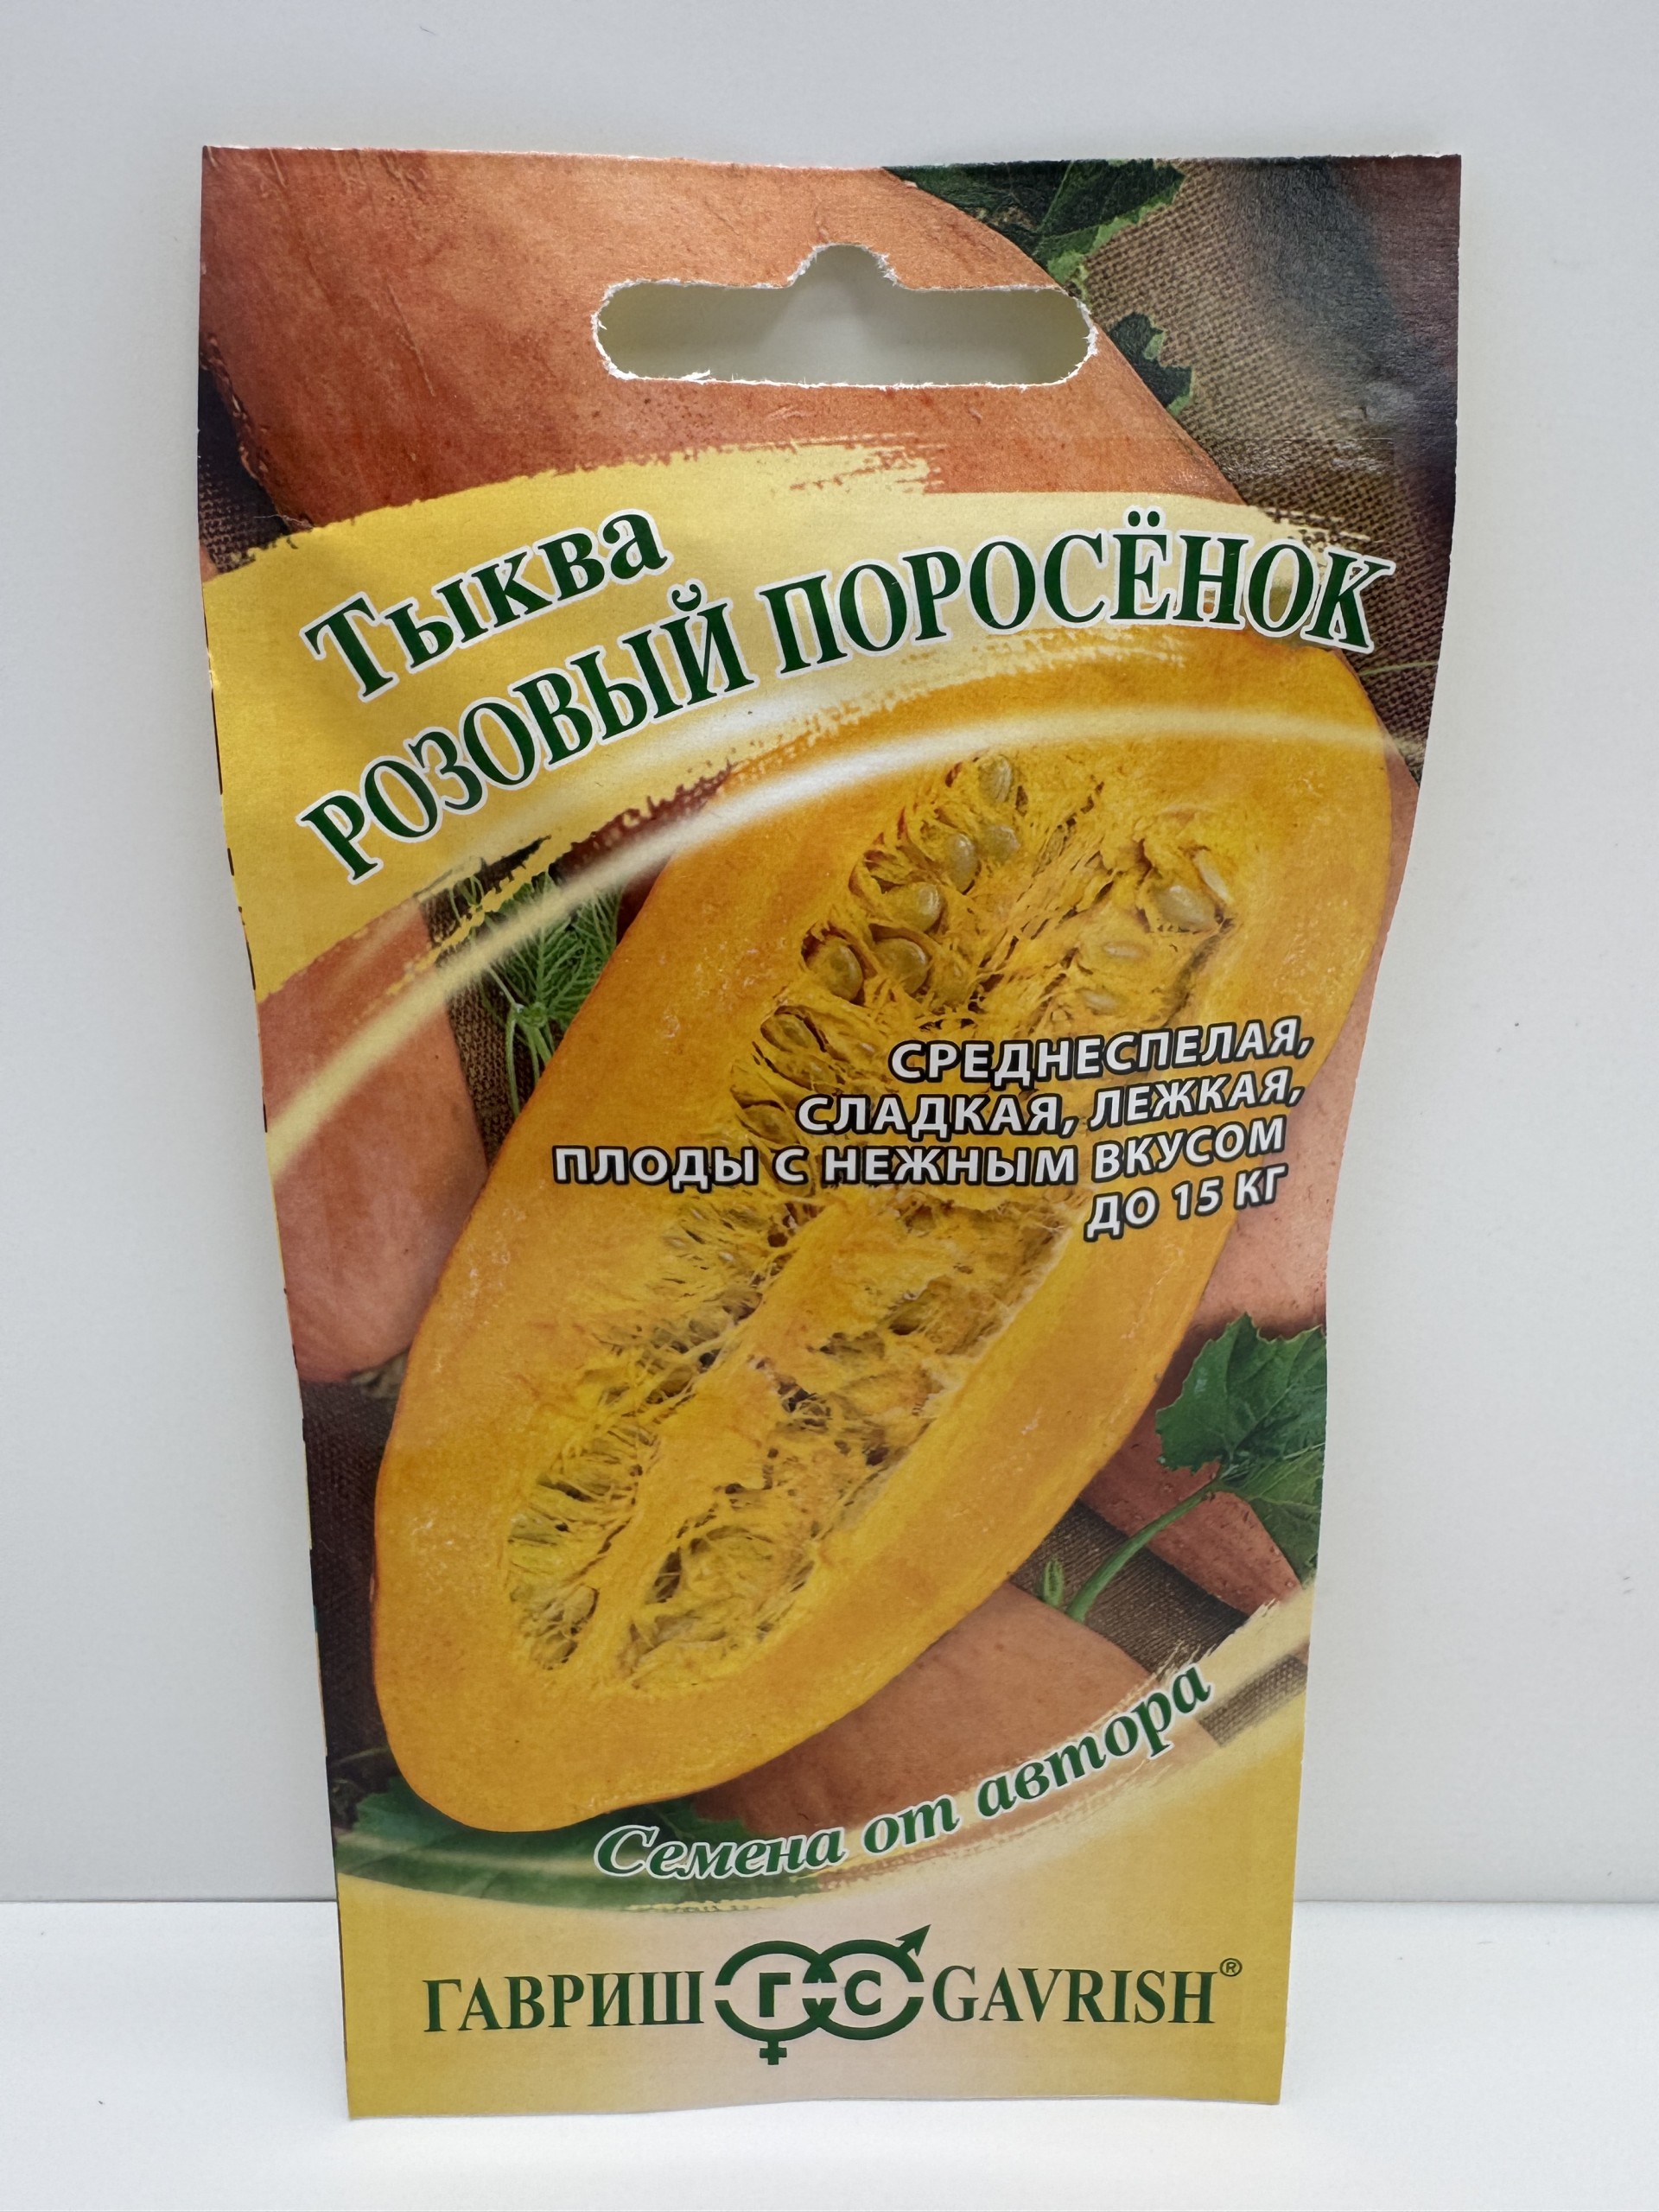 Тыква
РОЗОВЫЙ ПОРОСЁНОК
СРЕДНЕСПЕЛАЯ,
СЛАДКАЯ, ЛЕЖКАЯ,
ПЛОДЫ С НЕЖНЫМ ВКУСОМ
ДО 15 КГ
Семена от автора
ГАВРИШ ГС GAVRISH®